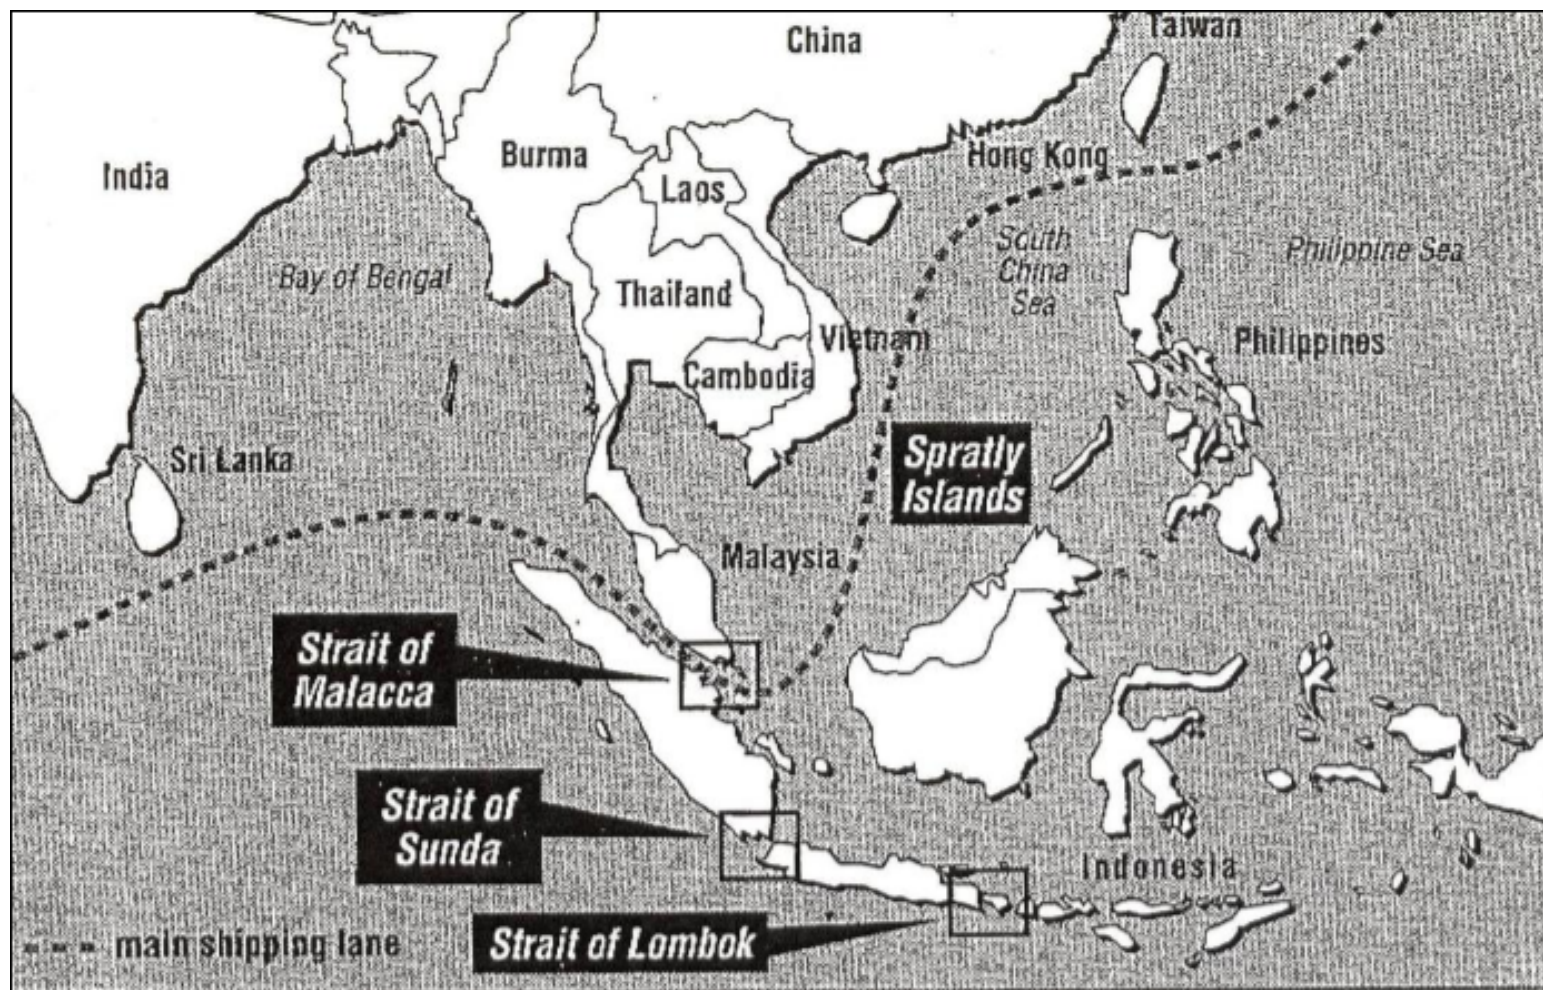 Taiwan
China
Hong Kong
Burma
India
Laos
South
China
Sea
Philippine Sea
Bay of Bengal
Thailand
Vietnam
Philippines
Cambodia
Spratly
Islands
Sri Lanka
Malaysia
Strait of
Malacca
Strait of
Sunda
Indonesia
Strait of Lombok
main shipping lane